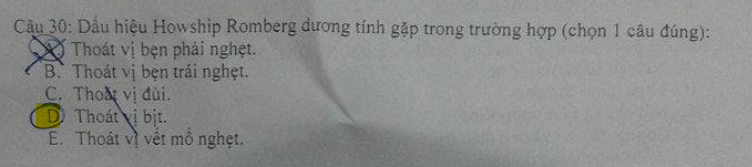 Câu 30: Dấu hiệu Howship Romberg dương tính gặp trong trường hợp (chọn 1 câu đúng):
A. Thoát vị bẹn phải nghẹt.
B. Thoát vị bẹn trái nghẹt.
C. Thoát vị đùi.
D. Thoát vị bịt.
E. Thoát vị vết mổ nghẹt.